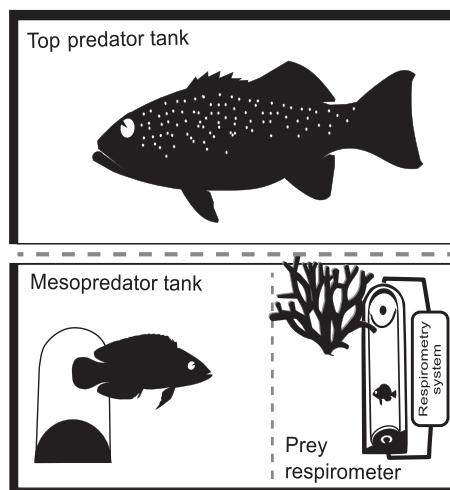 Top predator tank
Mesopredator tank
Respirometry
system
Prey
respirometer